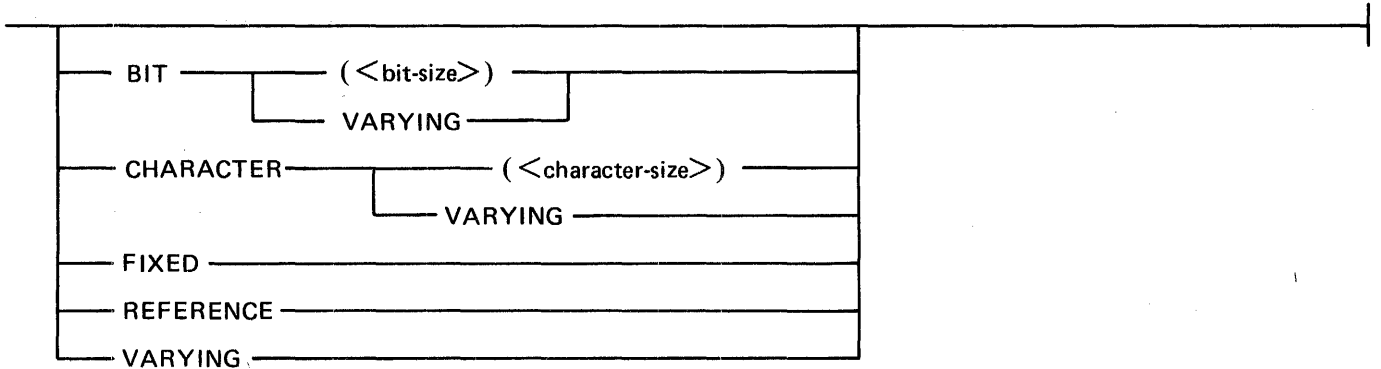 BIT (<bit-size>)
VARYING
CHARACTER (<character-size>)
VARYING
FIXED
REFERENCE
VARYING